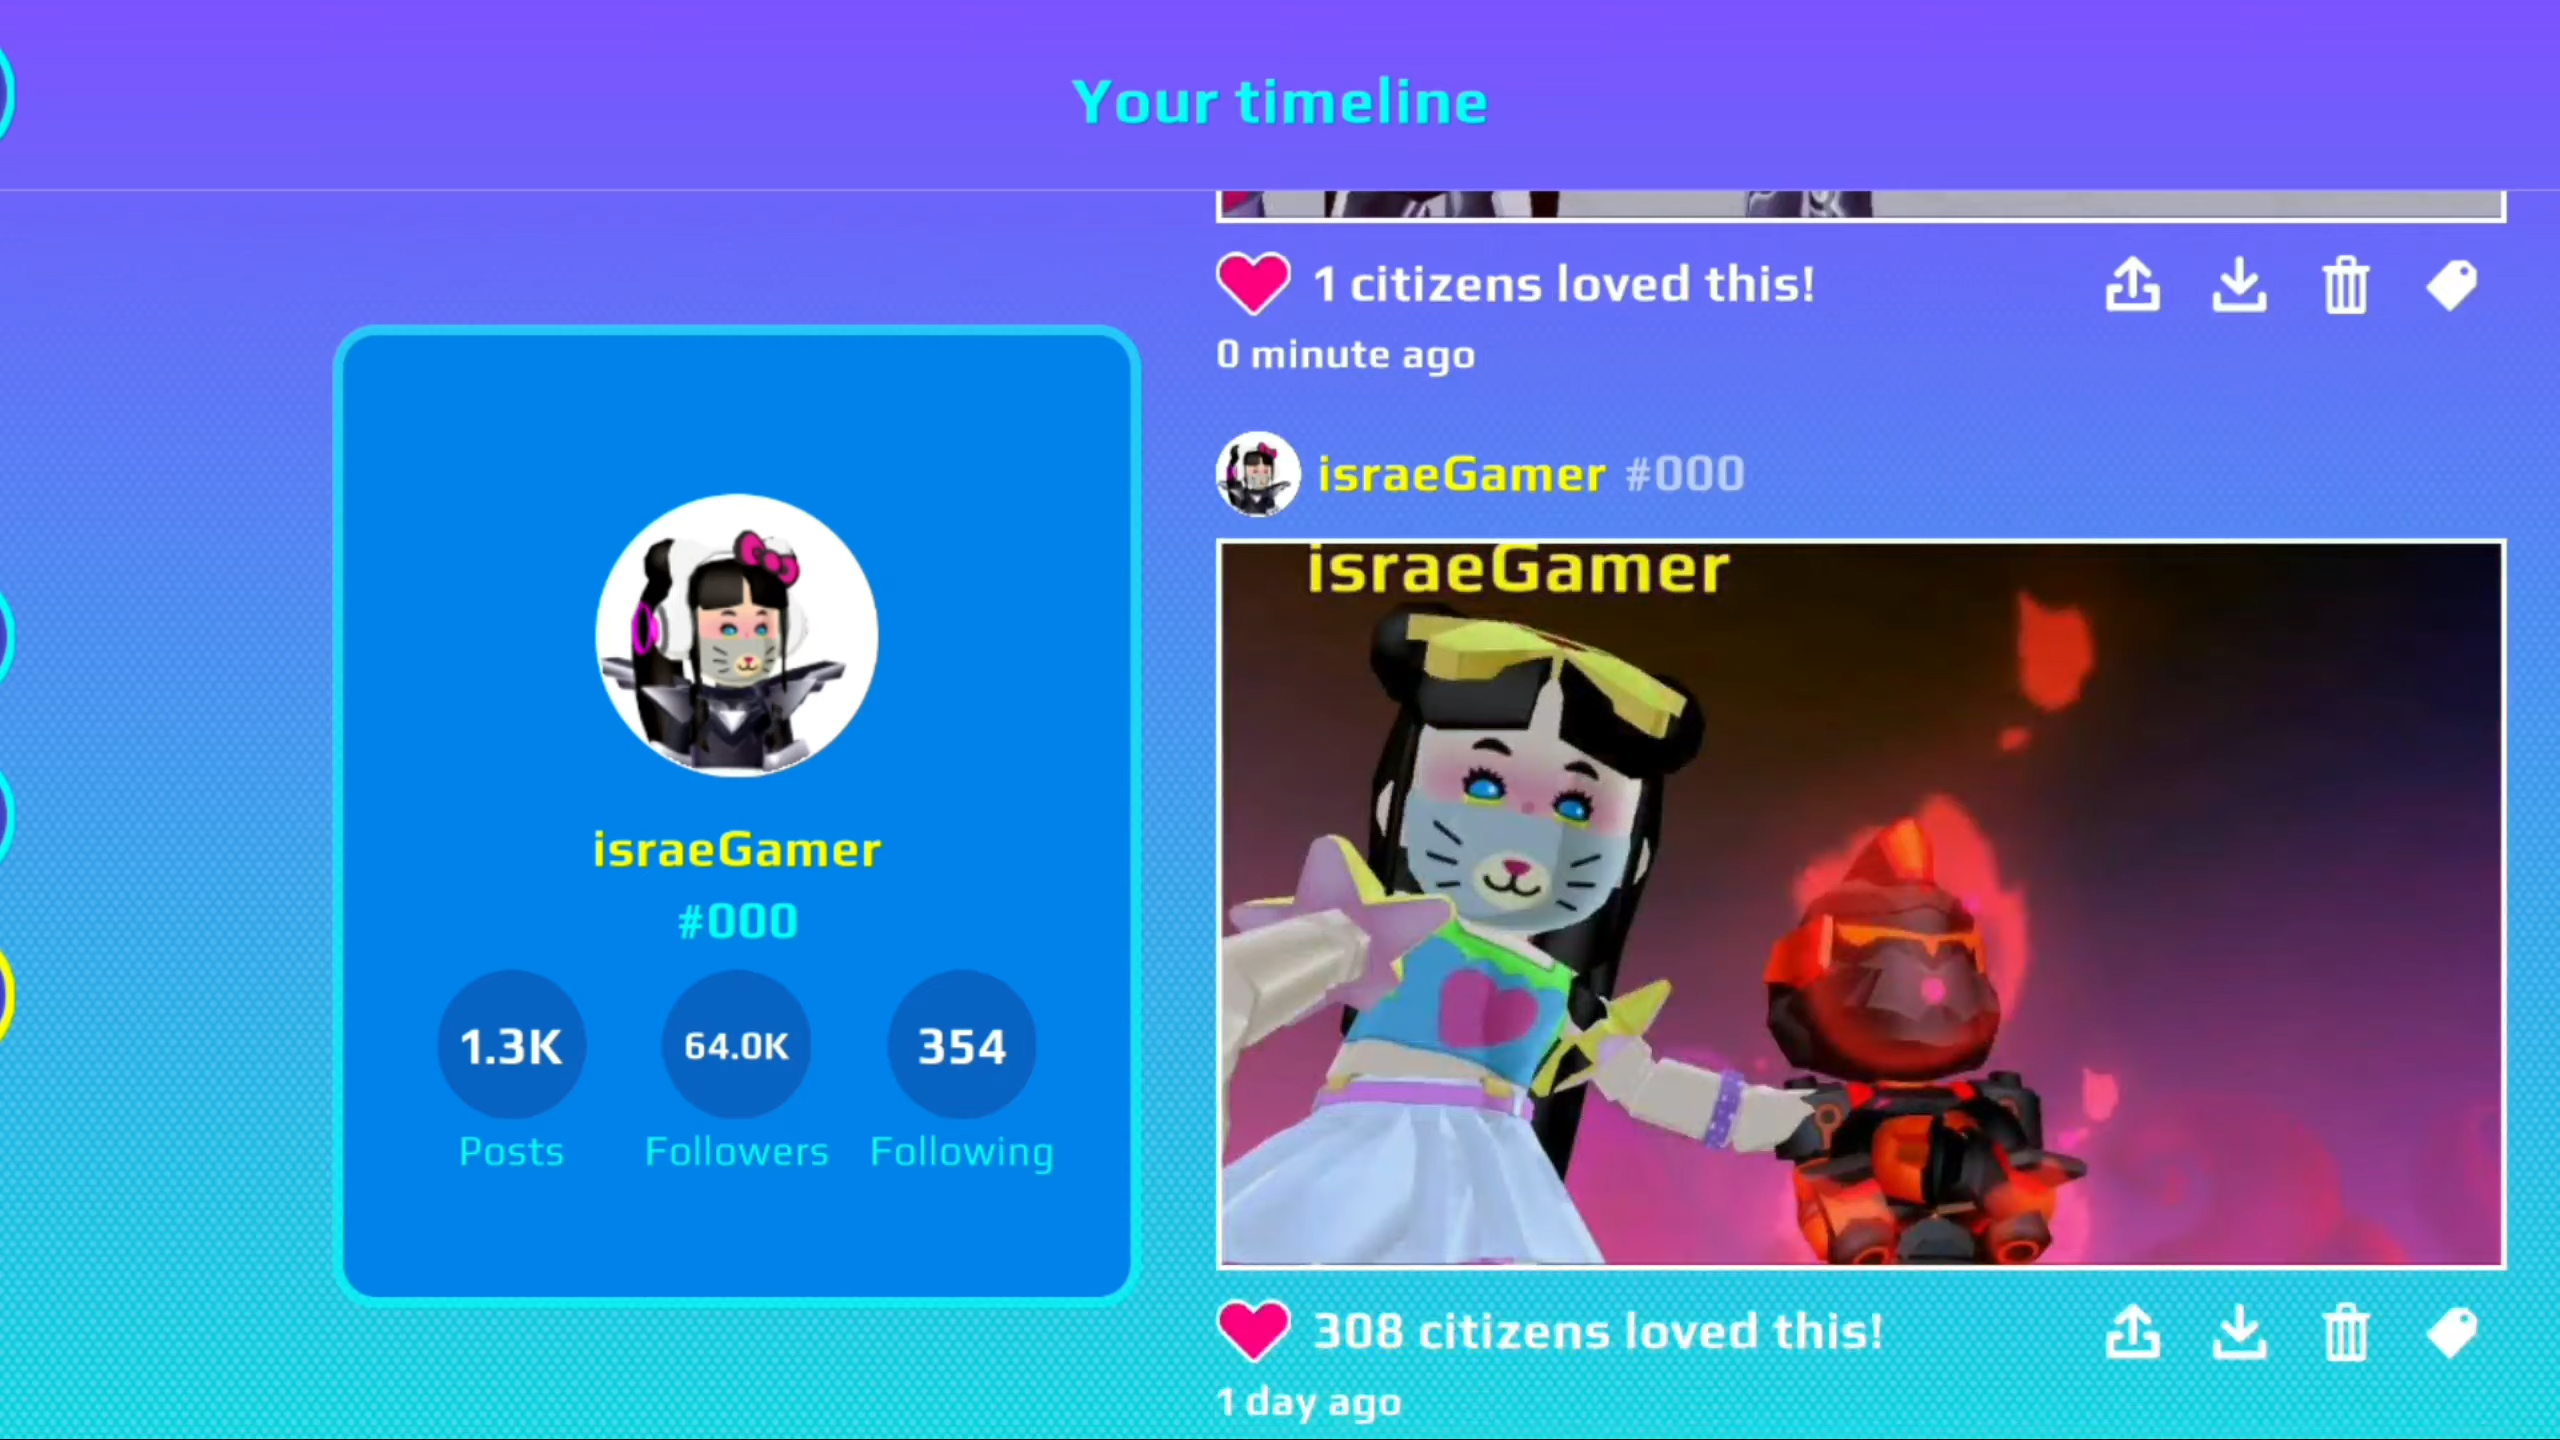 Your timeline
1 citizens loved this!
0 minute ago
israeGamer #000
israeGamer
israeGamer
#000
1.3K 64.0K 354
Posts Followers Following
308 citizens loved this!
1 day ago